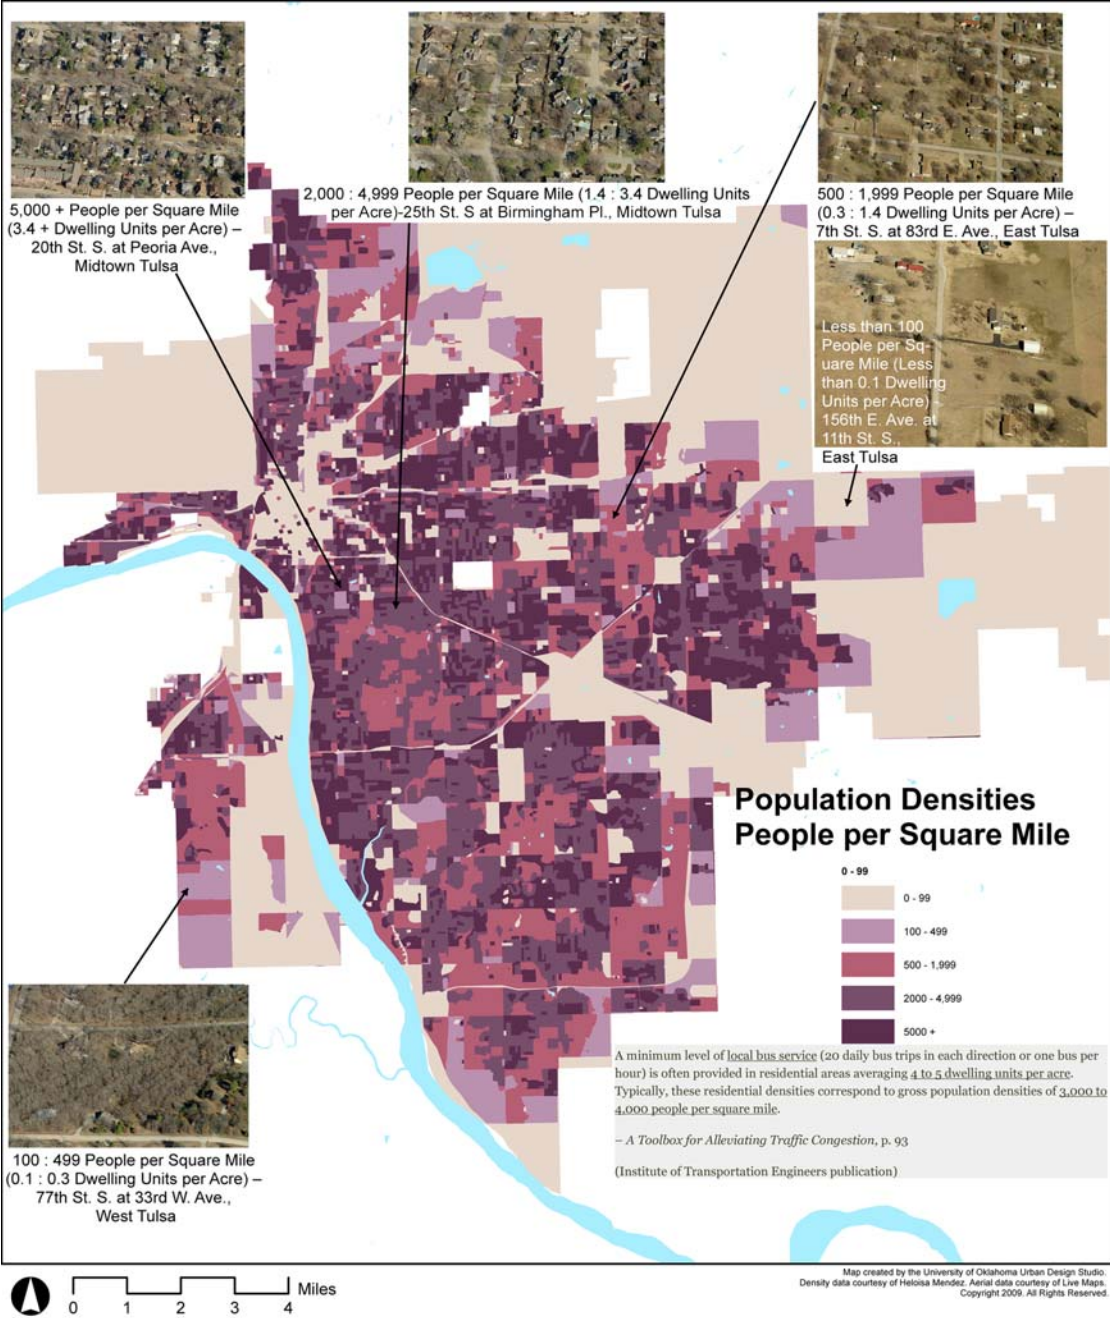 5,000 + People per Square Mile
(3.4 + Dwelling Units per Acre) –
20th St. S. at Peoria Ave.,
Midtown Tulsa
2,000 : 4,999 People per Square Mile (1.4 : 3.4 Dwelling Units
per Acre)-25th St. S at Birmingham Pl., Midtown Tulsa
500 : 1,999 People per Square Mile
(0.3 : 1.4 Dwelling Units per Acre) –
7th St. S. at 83rd E. Ave., East Tulsa
Less than 100
People per Sq-
uare Mile (Less
than 0.1 Dwelling
Units per Acre) -
156th E. Ave. at
11th St. S.,
East Tulsa
Population Densities
People per Square Mile
0 - 99
0 - 99
100 - 499
500 - 1,999
2000 - 4,999
5000 +
A minimum level of local bus service (20 daily bus trips in each direction or one bus per
hour) is often provided in residential areas averaging 4 to 5 dwelling units per acre.
Typically, these residential densities correspond to gross population densities of 3,000 to
4,000 people per square mile.
– A Toolbox for Alleviating Traffic Congestion, p. 93
(Institute of Transportation Engineers publication)
100 : 499 People per Square Mile
(0.1 : 0.3 Dwelling Units per Acre) –
77th St. S. at 33rd W. Ave.,
West Tulsa
Miles
0 1 2 3 4
Map created by the University of Oklahoma Urban Design Studio.
Density data courtesy of Heloisa Mendez. Aerial data courtesy of Live Maps.
Copyright 2009. All Rights Reserved.